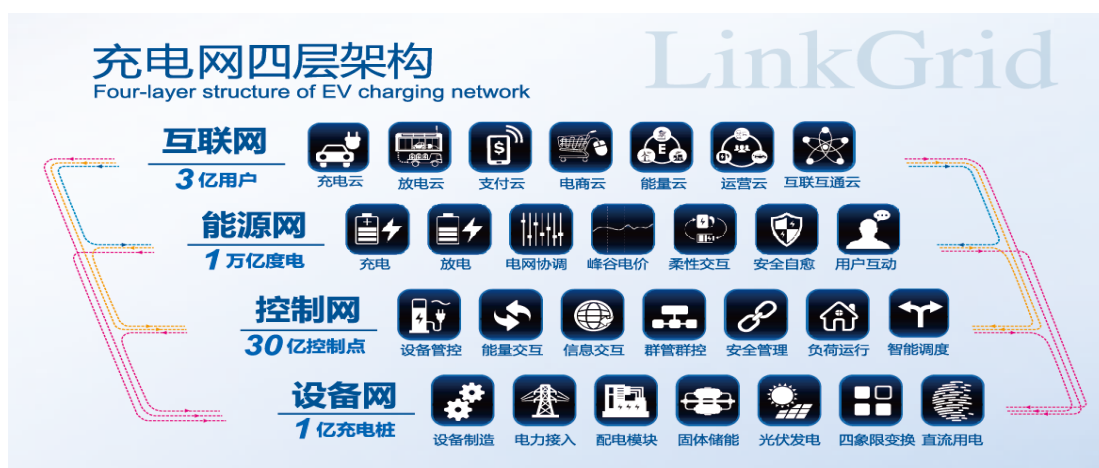 充电网四层架构
LinkGrid
Four-layer structure of EV charging network
互联网
3亿用户
充电云 放电云 支付云 电商云 能量云 运营云 互联互通云
能源网
1万亿度电
充电 放电 电网协调 峰谷电价 柔性交互 安全自愈 用户互动
控制网
30亿控制点
设备管控 能量交互 信息交互 群管群控 安全管理 负荷运行 智能调度
设备网
1亿充电桩
设备制造 电力接入 配电模块 固体储能 光伏发电 四象限变换 直流用电